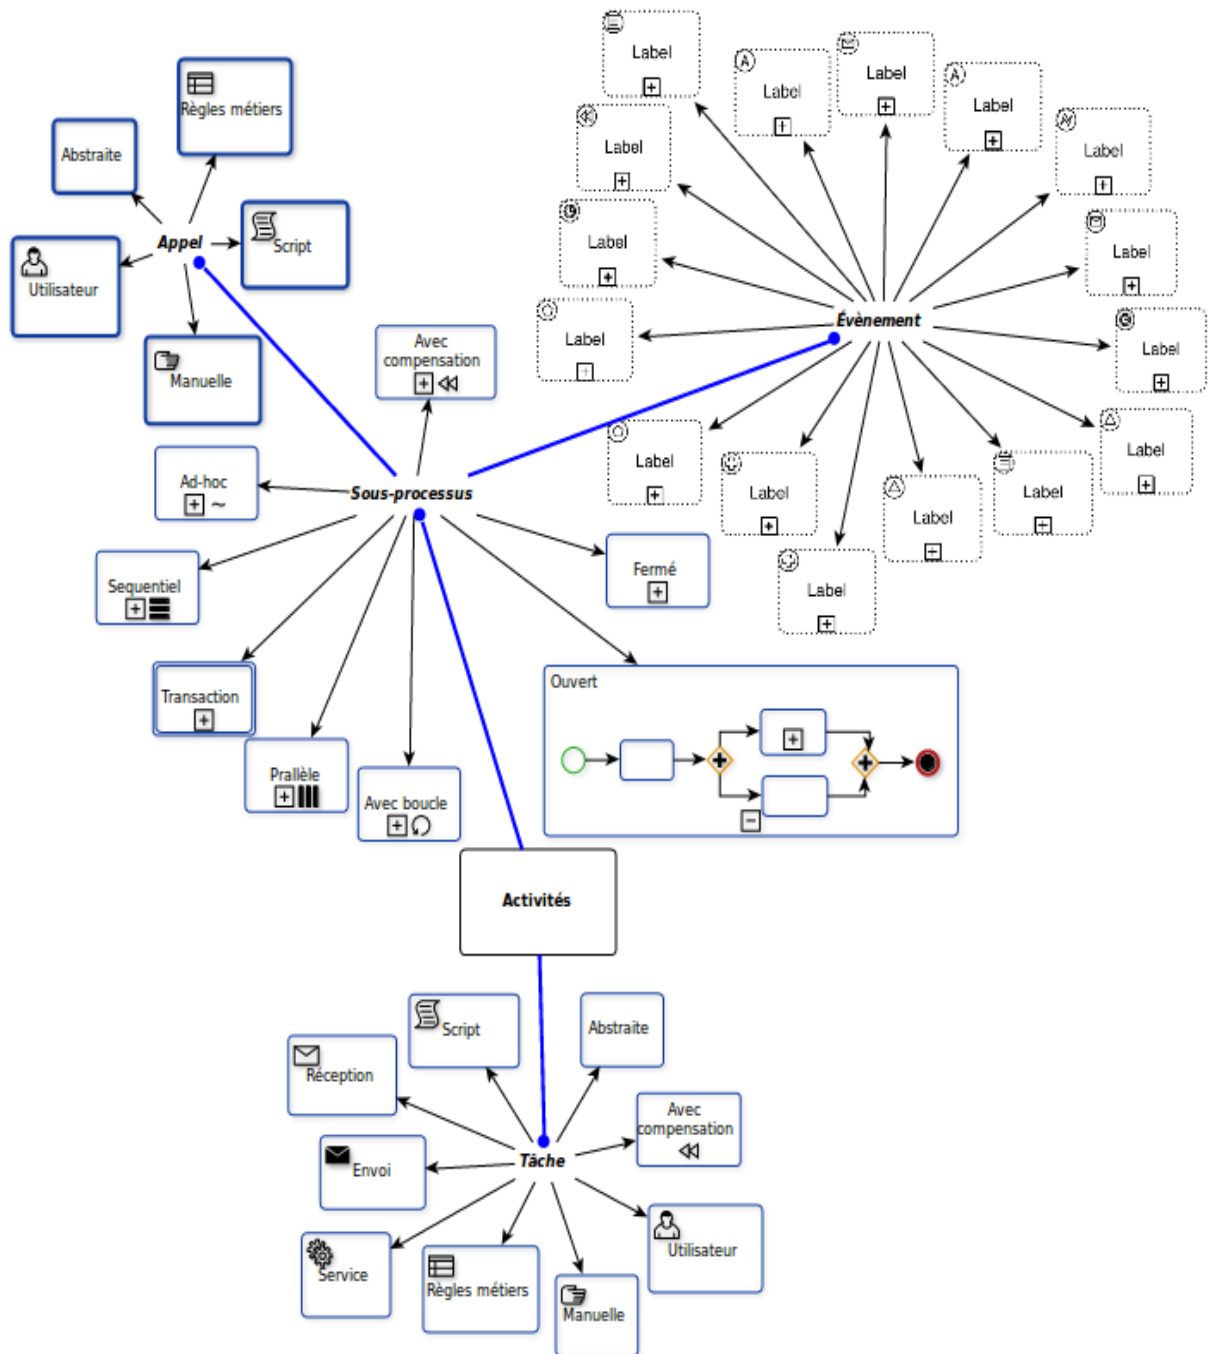 Label
Label
Label
Label
Règles métiers
Label
Label
Abstraite
Label
Script
Appel
Label
Label
Utilisateur
Évènement
Label
Label
Avec
compensation
Manuelle
Label
Label
Ad-hoc
Sous-processus
Label
Label
Label
Fermé
Sequentiel
Label
Ouvert
Transaction
Prallèle
Avec boucle
Activités
Script
Abstraite
Réception
Avec
compensation
Tâche
Envoi
Utilisateur
Service
Règles métiers
Manuelle